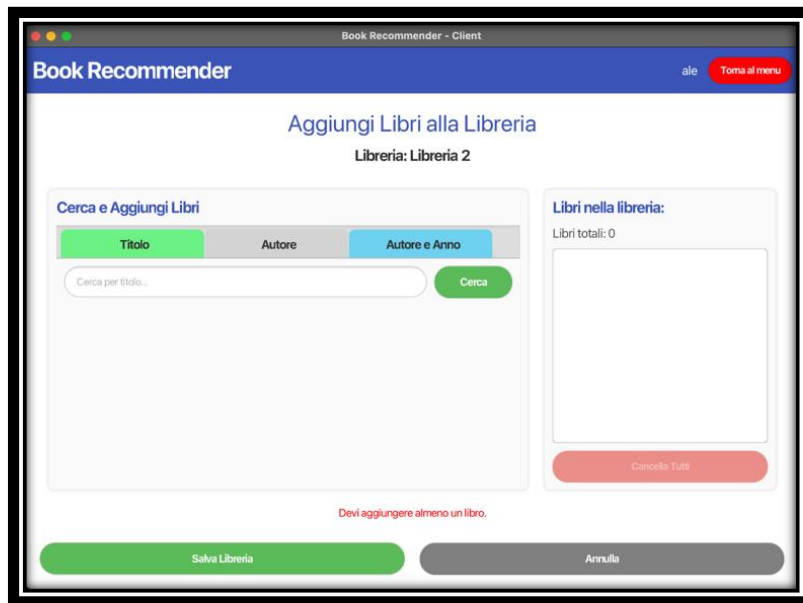 Book Recommender - Client
Book Recommender
ale
Torna al menu
Aggiungi Libri alla Libreria
Libreria: Libreria 2
Cerca e Aggiungi Libri
Titolo
Autore
Autore e Anno
Cerca per titolo...
Cerca
Libri nella libreria:
Libri totali: 0
Cancella Tutti
Devi aggiungere almeno un libro.
Salva Libreria
Annulla